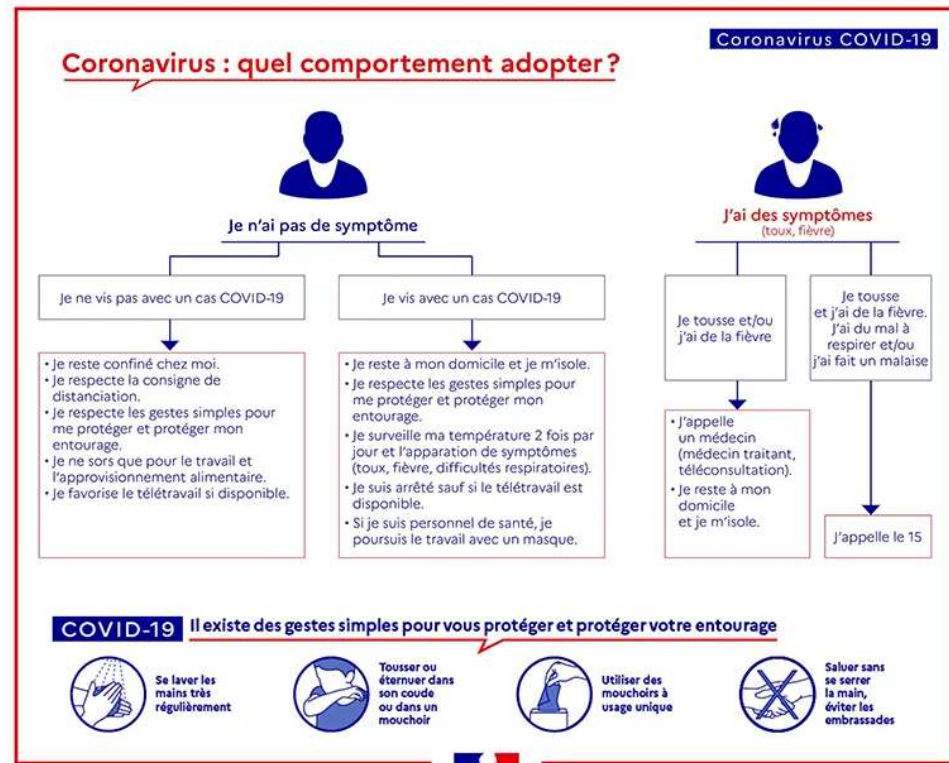 Coronavirus COVID-19
Coronavirus : quel comportement adopter ?
Je n'ai pas de symptôme
Je ne vis pas avec un cas COVID-19
• Je reste confiné chez moi.
• Je respecte la consigne de
distanciation.
• Je respecte les gestes simples pour
me protéger et protéger mon
entourage.
• Je ne sors que pour le travail et
l'approvisionnement alimentaire.
• Je favorise le télétravail si disponible.
Je vis avec un cas COVID-19
• Je reste à mon domicile et je m'isole.
• Je respecte les gestes simples pour
me protéger et protéger mon
entourage.
• Je surveille ma température 2 fois par
jour et l'apparation de symptômes
(toux, fièvre, difficultés respiratoires).
• Je suis arrêté sauf si le télétravail est
disponible.
• Si je suis personnel de santé, je
poursuis le travail avec un masque.
J'ai des symptômes
(toux, fièvre)
Je tousse et/ou
j'ai de la fièvre
• J'appelle
un médecin
(médecin traitant,
téléconsultation).
• Je reste à mon
domicile
et je m'isole.
Je tousse
et j'ai de la fièvre.
J'ai du mal à
respirer et/ou
j'ai fait un malaise
J'appelle le 15
COVID-19 Il existe des gestes simples pour vous protéger et protéger votre entourage
Se laver les
mains très
régulièrement
Tousser ou
éternuer dans
son coude
ou dans un
mouchoir
Utiliser des
mouchoirs à
usage unique
Saluer sans
se serrer
la main,
éviter les
embrassades